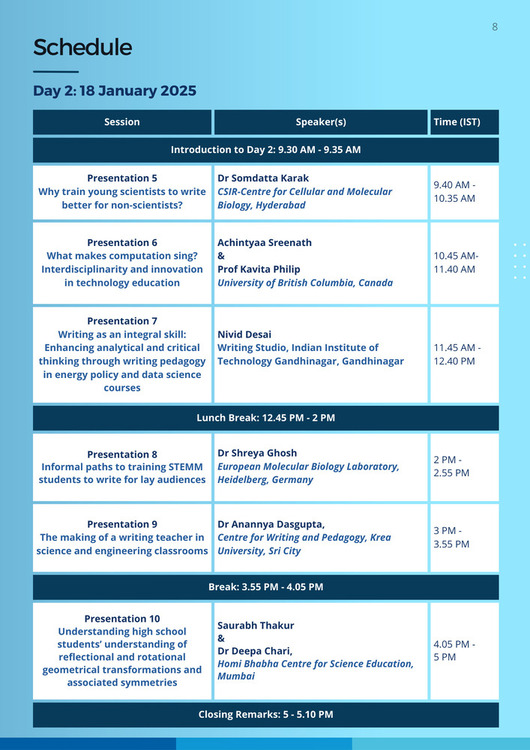 8
Schedule
Day 2: 18 January 2025
Session
Speaker(s)
Time (IST)
Introduction to Day 2: 9.30 AM - 9.35 AM
Presentation 5
Why train young scientists to write
better for non-scientists?
Dr Somdatta Karak
CSIR-Centre for Cellular and Molecular
Biology, Hyderabad
9.40 AM -
10.35 AM
Presentation 6
What makes computation sing?
Interdisciplinarity and innovation
in technology education
Achintyaa Sreenath
&
Prof Kavita Philip
University of British Columbia, Canada
10.45 AM-
11.40 AM
Presentation 7
Writing as an integral skill:
Enhancing analytical and critical
thinking through writing pedagogy
in energy policy and data science
courses
Nivid Desai
Writing Studio, Indian Institute of
Technology Gandhinagar, Gandhinagar
11.45 AM -
12.40 PM
Lunch Break: 12.45 PM - 2 PM
Presentation 8
Informal paths to training STEMM
students to write for lay audiences
Dr Shreya Ghosh
European Molecular Biology Laboratory,
Heidelberg, Germany
2 PM -
2.55 PM
Presentation 9
The making of a writing teacher in
science and engineering classrooms
Dr Anannya Dasgupta,
Centre for Writing and Pedagogy, Krea
University, Sri City
3 PM -
3.55 PM
Break: 3.55 PM - 4.05 PM
Presentation 10
Understanding high school
students' understanding of
reflectional and rotational
geometrical transformations and
associated symmetries
Saurabh Thakur
&
Dr Deepa Chari,
Homi Bhabha Centre for Science Education,
Mumbai
4.05 PM -
5 PM
Closing Remarks: 5 - 5.10 PM